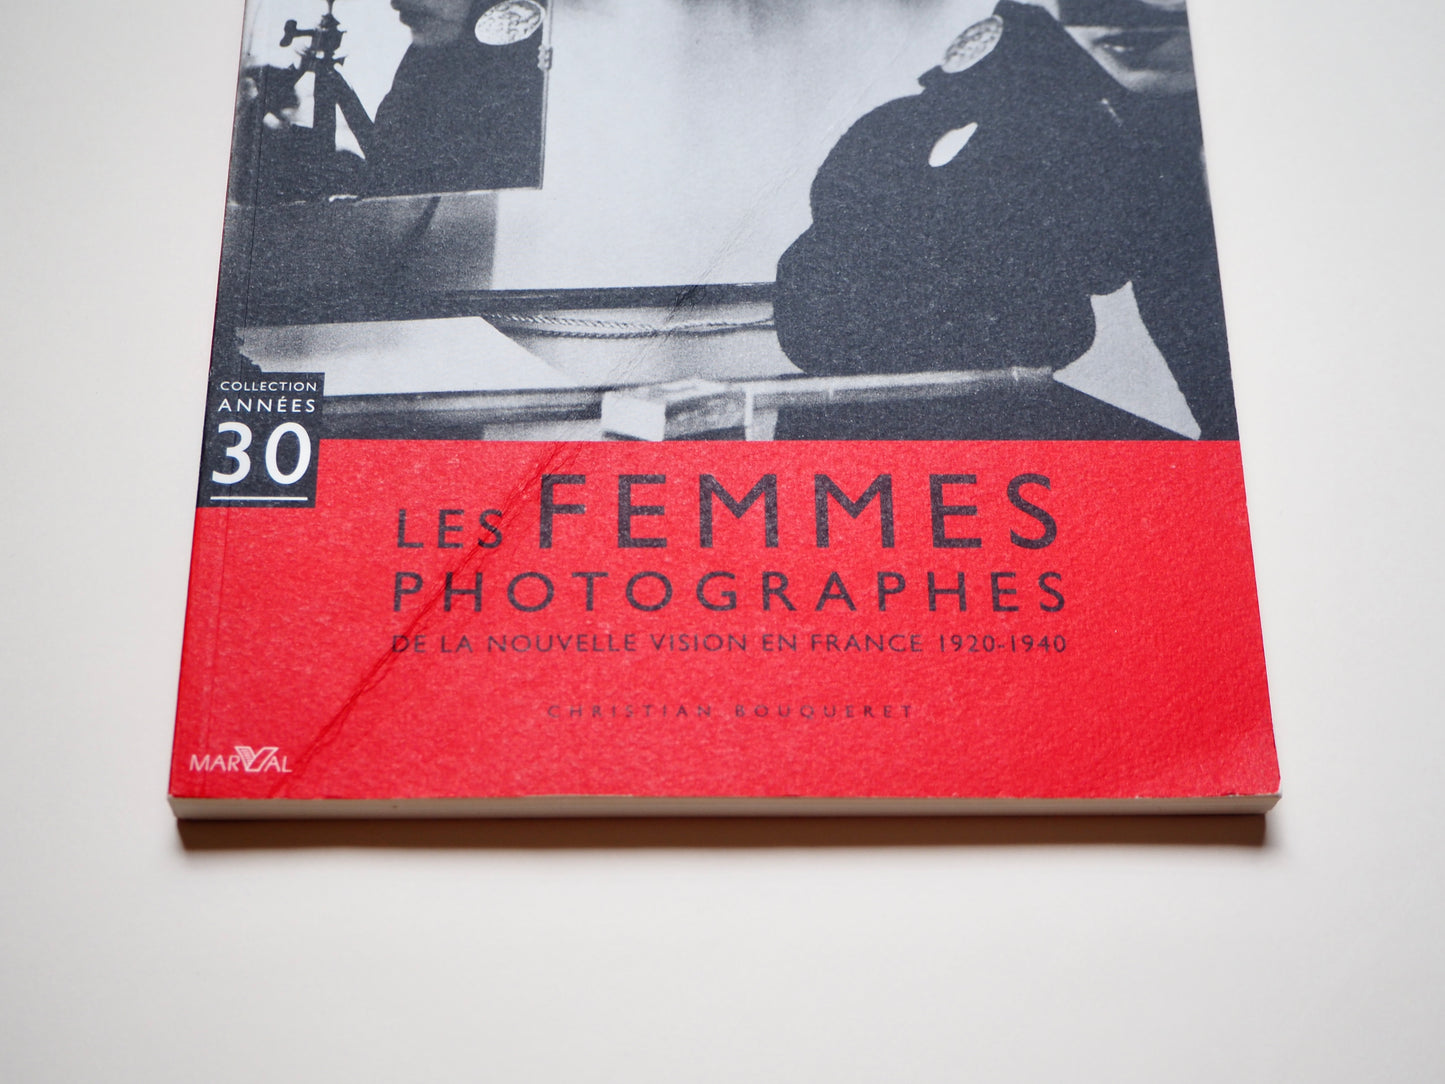 COLLECTION
ANNÉES
30
LES FEMMES
PHOTOGRAPHES
DE LA NOUVELLE VISION EN FRANCE 1920-1940
CHRISTIAN BOUQUERET
MARVAL